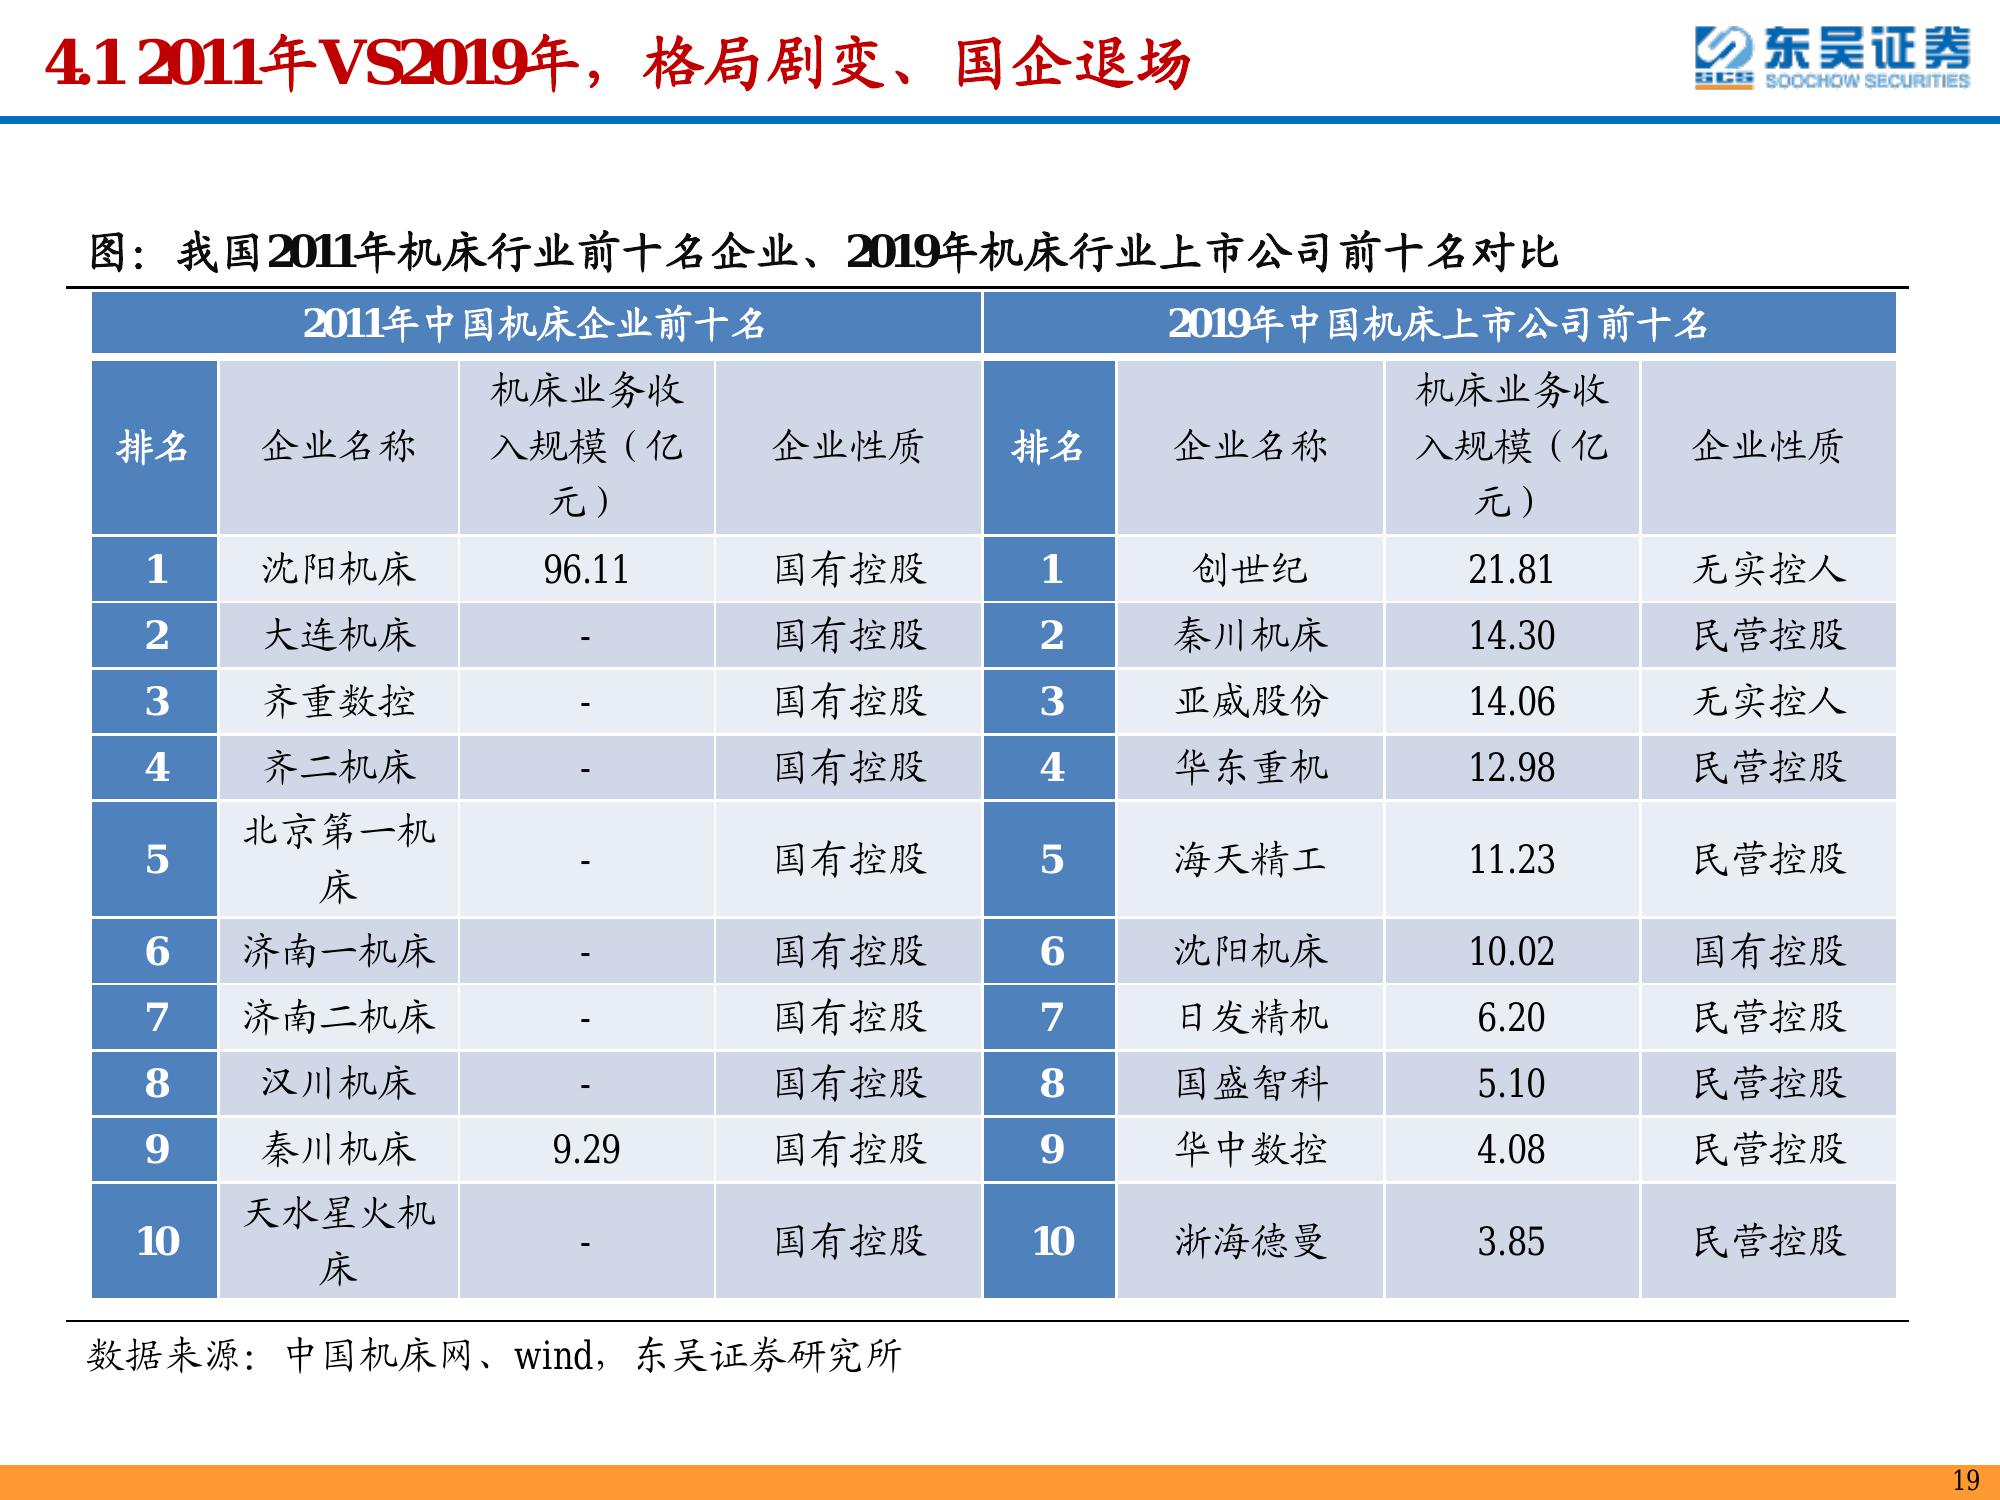 4.1 2011年VS2019年，格局剧变、国企退场
东吴证券
SCS SOOCHOW SECURITIES
图：我国2011年机床行业前十名企业、2019年机床行业上市公司前十名对比
2011年中国机床企业前十名 2019年中国机床上市公司前十名
排名 企业名称 机床业务收入规模（亿元） 企业性质 排名 企业名称 机床业务收入规模（亿元） 企业性质
1 沈阳机床 96.11 国有控股 1 创世纪 21.81 无实控人
2 大连机床 - 国有控股 2 秦川机床 14.30 民营控股
3 齐重数控 - 国有控股 3 亚威股份 14.06 无实控人
4 齐二机床 - 国有控股 4 华东重机 12.98 民营控股
5 北京第一机床 - 国有控股 5 海天精工 11.23 民营控股
6 济南一机床 - 国有控股 6 沈阳机床 10.02 国有控股
7 济南二机床 - 国有控股 7 日发精机 6.20 民营控股
8 汉川机床 - 国有控股 8 国盛智科 5.10 民营控股
9 秦川机床 9.29 国有控股 9 华中数控 4.08 民营控股
10 天水星火机床 - 国有控股 10 浙海德曼 3.85 民营控股
数据来源：中国机床网、wind，东吴证券研究所
19